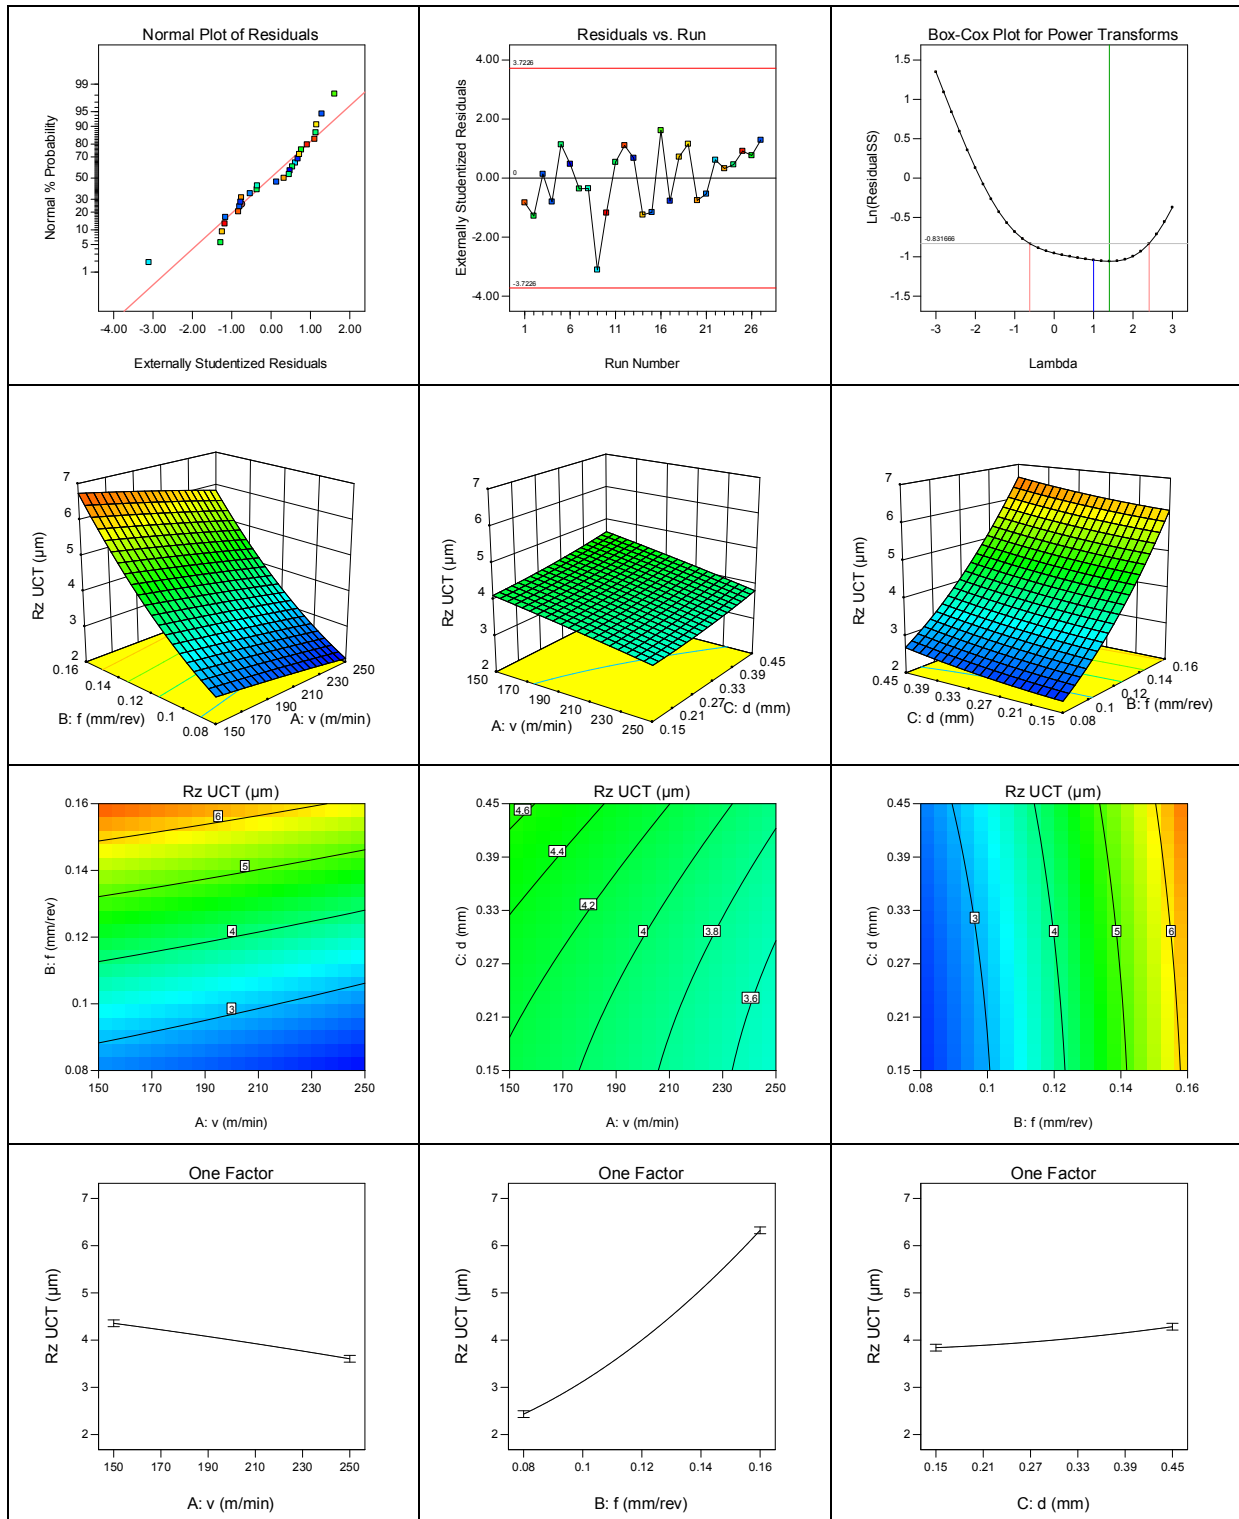 Normal Plot of Residuals
Normal % Probability
99
95
90
80
70
50
30
20
10
5
1
-4.00 -3.00 -2.00 -1.00 0.00 1.00 2.00
Externally Studentized Residuals
Residuals vs. Run
Externally Studentized Residuals
4.00
3.7226
2.00
0.00
0
-2.00
-3.7226
-4.00
1 6 11 16 21 26
Run Number
Box-Cox Plot for Power Transforms
Ln(ResidualSS)
1.5
1
0.5
0
-0.5
-0.831666
-1
-1.5
-3 -2 -1 0 1 2 3
Lambda
Rz UCT (µm)
7
6
5
4
3
2
0.16
0.14
0.12
0.1
0.08
B: f (mm/rev)
150
170
190
210
230
250
A: v (m/min)
Rz UCT (µm)
7
6
5
4
3
2
150
170
190
210
230
250
A: v (m/min)
0.15
0.21
0.27
0.33
0.39
0.45
C: d (mm)
Rz UCT (µm)
7
6
5
4
3
2
0.45
0.39
0.33
0.27
0.21
0.15
C: d (mm)
0.08
0.1
0.12
0.14
0.16
B: f (mm/rev)
Rz UCT (µm)
B: f (mm/rev)
0.16
0.14
0.12
0.1
0.08
6
5
4
3
150 170 190 210 230 250
A: v (m/min)
Rz UCT (µm)
C: d (mm)
0.45
0.39
0.33
0.27
0.21
0.15
4.6
4.4
4.2
4
3.8
3.6
150 170 190 210 230 250
A: v (m/min)
Rz UCT (µm)
C: d (mm)
0.45
0.39
0.33
0.27
0.21
0.15
3
4
5
6
0.08 0.1 0.12 0.14 0.16
B: f (mm/rev)
One Factor
Rz UCT (µm)
7
6
5
4
3
2
150 170 190 210 230 250
A: v (m/min)
One Factor
Rz UCT (µm)
7
6
5
4
3
2
0.08 0.1 0.12 0.14 0.16
B: f (mm/rev)
One Factor
Rz UCT (µm)
7
6
5
4
3
2
0.15 0.21 0.27 0.33 0.39 0.45
C: d (mm)